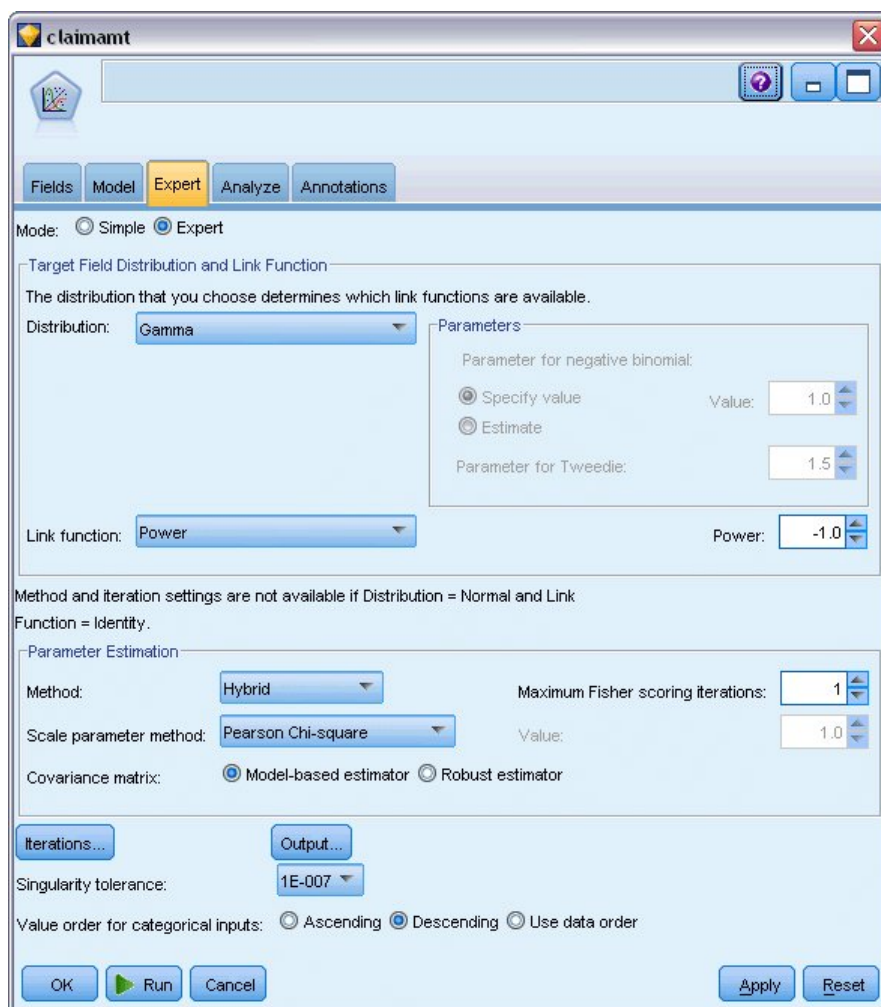 claimamt
Fields Model Expert Analyze Annotations
Mode: Simple Expert
Target Field Distribution and Link Function
The distribution that you choose determines which link functions are available.
Distribution: Gamma
Parameters
Parameter for negative binomial:
Specify value Value: 1.0
Estimate
Parameter for Tweedie: 1.5
Link function: Power Power: -1.0
Method and iteration settings are not available if Distribution = Normal and Link
Function = Identity.
Parameter Estimation
Method: Hybrid Maximum Fisher scoring iterations: 1
Scale parameter method: Pearson Chi-square Value: 1.0
Covariance matrix: Model-based estimator Robust estimator
Iterations... Output...
Singularity tolerance: 1E-007
Value order for categorical inputs: Ascending Descending Use data order
OK Run Cancel Apply Reset